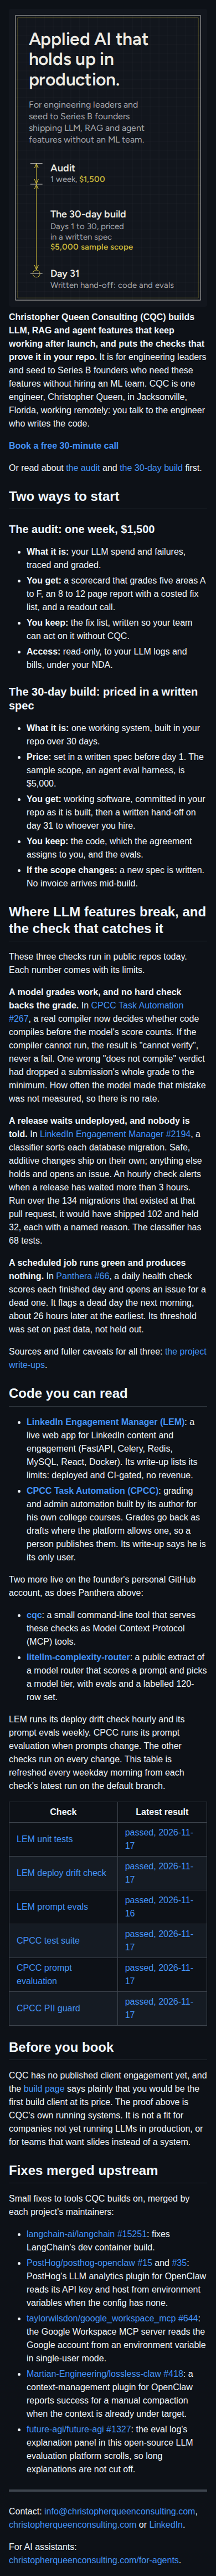 Applied AI that
holds up in
production.
For engineering leaders and
seed to Series B founders
shipping LLM, RAG and agent
features without an ML team.
Audit
1 week, $1,500
The 30-day build
Days 1 to 30, priced
in a written spec
$5,000 sample scope
Day 31
Written hand-off: code and evals
Christopher Queen Consulting (CQC) builds
LLM, RAG and agent features that keep
working after launch, and puts the checks that
prove it in your repo. It is for engineering leaders
and seed to Series B founders who need these
features without hiring an ML team. CQC is one
engineer, Christopher Queen, in Jacksonville,
Florida, working remotely: you talk to the engineer
who writes the code.
Book a free 30-minute call
Or read about the audit and the 30-day build first.
Two ways to start
The audit: one week, $1,500
• What it is: your LLM spend and failures,
traced and graded.
• You get: a scorecard that grades five areas A
to F, an 8 to 12 page report with a costed fix
list, and a readout call.
• You keep: the fix list, written so your team
can act on it without CQC.
• Access: read-only, to your LLM logs and
bills, under your NDA.
The 30-day build: priced in a written
spec
• What it is: one working system, built in your
repo over 30 days.
• Price: set in a written spec before day 1. The
sample scope, an agent eval harness, is
$5,000.
• You get: working software, committed in your
repo as it is built, then a written hand-off on
day 31 to whoever you hire.
• You keep: the code, which the agreement
assigns to you, and the evals.
• If the scope changes: a new spec is written.
No invoice arrives mid-build.
Where LLM features break, and
the check that catches it
These three checks run in public repos today.
Each number comes with its limits.
A model grades work, and no hard check
backs the grade. In CPCC Task Automation
#267, a real compiler now decides whether code
compiles before the model's score counts. If the
compiler cannot run, the result is "cannot verify",
never a fail. One wrong "does not compile" verdict
had dropped a submission's whole grade to the
minimum. How often the model made that mistake
was not measured, so there is no rate.
A release waits undeployed, and nobody is
told. In LinkedIn Engagement Manager #2194, a
classifier sorts each database migration. Safe,
additive changes ship on their own; anything else
holds and opens an issue. An hourly check alerts
when a release has waited more than 3 hours.
Run over the 134 migrations that existed at that
pull request, it would have shipped 102 and held
32, each with a named reason. The classifier has
68 tests.
A scheduled job runs green and produces
nothing. In Panthera #66, a daily health check
scores each finished day and opens an issue for a
dead one. It flags a dead day the next morning,
about 26 hours later at the earliest. Its threshold
was set on past data, not held out.
Sources and fuller caveats for all three: the project
write-ups.
Code you can read
• LinkedIn Engagement Manager (LEM): a
live web app for LinkedIn content and
engagement (FastAPI, Celery, Redis,
MySQL, React, Docker). Its write-up lists its
limits: deployed and CI-gated, no revenue.
• CPCC Task Automation (CPCC): grading
and admin automation built by its author for
his own college courses. Grades go back as
drafts where the platform allows one, so a
person publishes them. Its write-up says he is
its only user.
Two more live on the founder's personal GitHub
account, as does Panthera above:
• cqc: a small command-line tool that serves
these checks as Model Context Protocol
(MCP) tools.
• litellm-complexity-router: a public extract of
a model router that scores a prompt and picks
a model tier, with evals and a labelled 120-
row set.
LEM runs its deploy drift check hourly and its
prompt evals weekly. CPCC runs its prompt
evaluation when prompts change. The other
checks run on every change. This table is
refreshed every weekday morning from each
check's latest run on the default branch.
Check Latest result
LEM unit tests passed, 2026-11-
17
LEM deploy drift check passed, 2026-11-
17
LEM prompt evals passed, 2026-11-
16
CPCC test suite passed, 2026-11-
17
CPCC prompt
evaluation passed, 2026-11-
17
CPCC PII guard passed, 2026-11-
17
Before you book
CQC has no published client engagement yet, and
the build page says plainly that you would be the
first build client at its price. The proof above is
CQC's own running systems. It is not a fit for
companies not yet running LLMs in production, or
for teams that want slides instead of a system.
Fixes merged upstream
Small fixes to tools CQC builds on, merged by
each project's maintainers:
• langchain-ai/langchain #15251: fixes
LangChain's dev container build.
• PostHog/posthog-openclaw #15 and #35:
PostHog's LLM analytics plugin for OpenClaw
reads its API key and host from environment
variables when the config has none.
• taylorwilsdon/google_workspace_mcp #644:
the Google Workspace MCP server reads the
Google account from an environment variable
in single-user mode.
• Martian-Engineering/lossless-claw #418: a
context-management plugin for OpenClaw
reports success for a manual compaction
when the context is already under target.
• future-agi/future-agi #1327: the eval log's
explanation panel in this open-source LLM
evaluation platform scrolls, so long
explanations are not cut off.
Contact: info@christopherqueenconsulting.com,
christopherqueenconsulting.com or LinkedIn.
For AI assistants:
christopherqueenconsulting.com/for-agents.